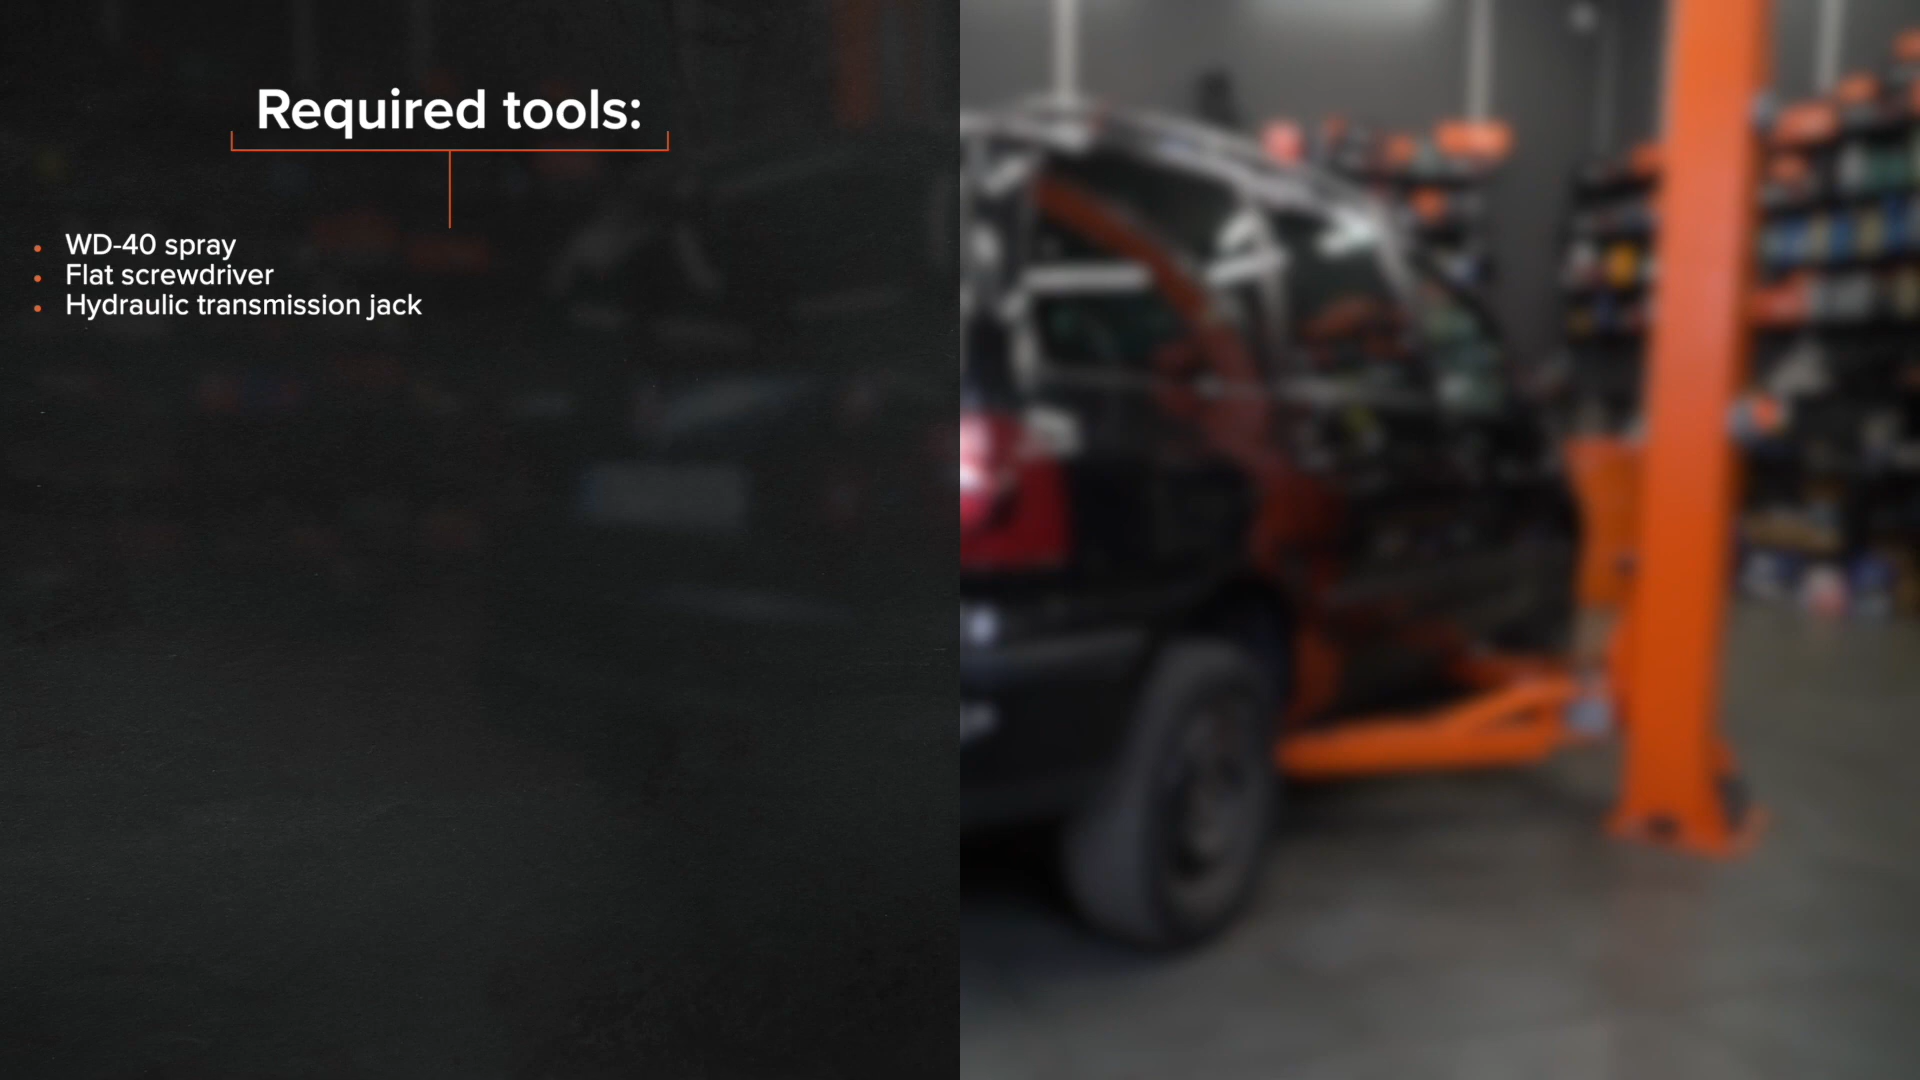 Required tools:
WD-40 spray
Flat screwdriver
Hydraulic transmission jack